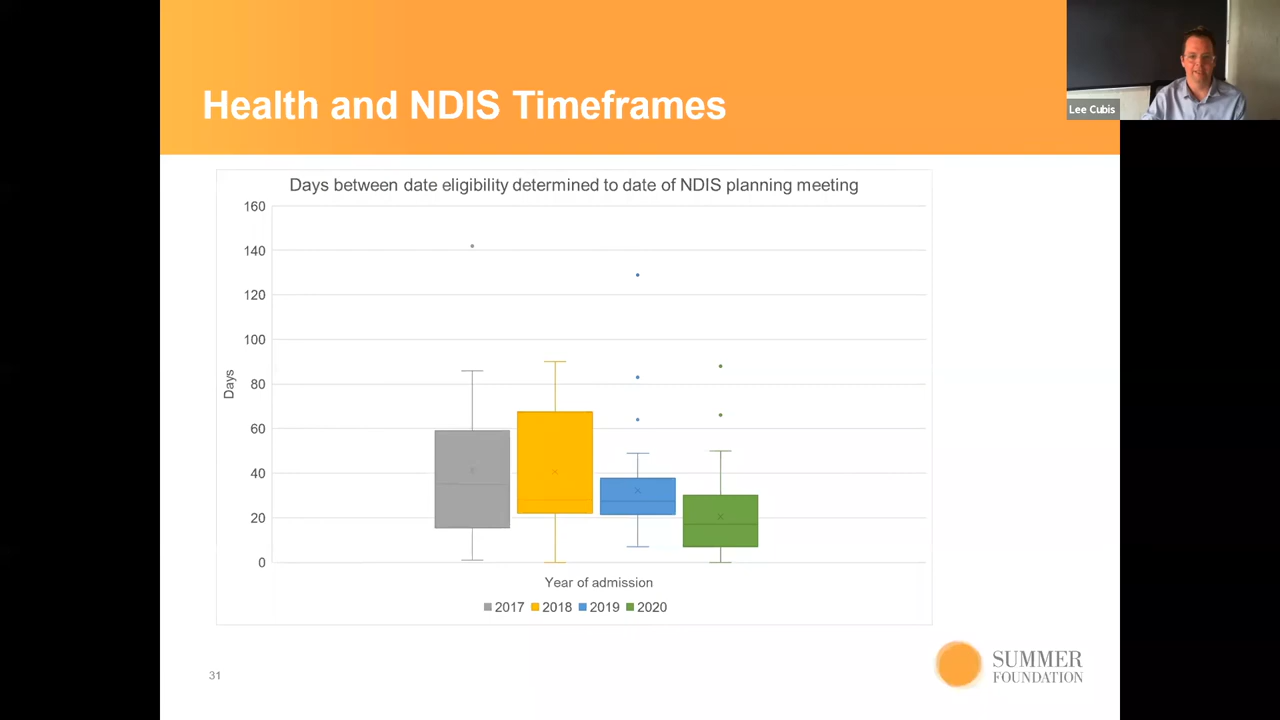 Health and NDIS Timeframes
Lee Cubis
Days between date eligibility determined to date of NDIS planning meeting
160
140
120
100
80
60
40
20
0
Days
Year of admission
2017 2018 2019 2020
31
SUMMER
FOUNDATION